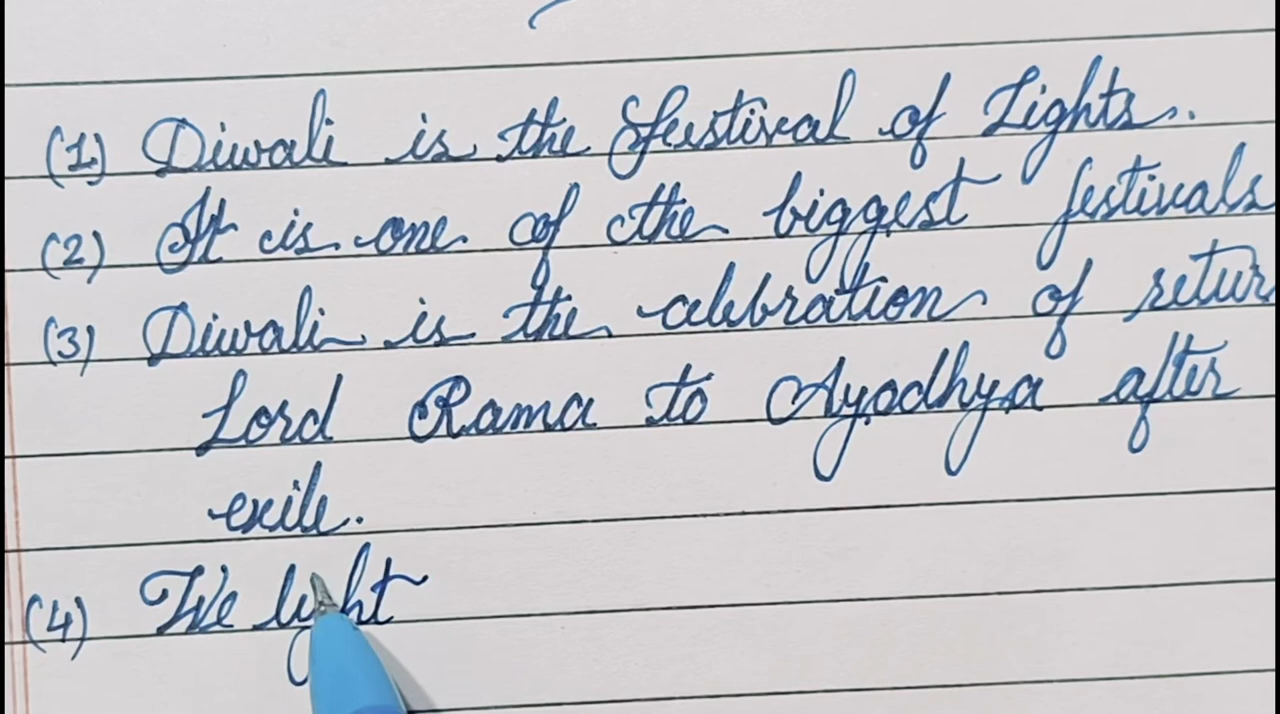 (1) Diwali is the festival of Lights.
(2) It is one of the biggest festivals
(3) Diwali is the celebration of retur
Lord Rama to Ayodhya after
exile.
(4) We light